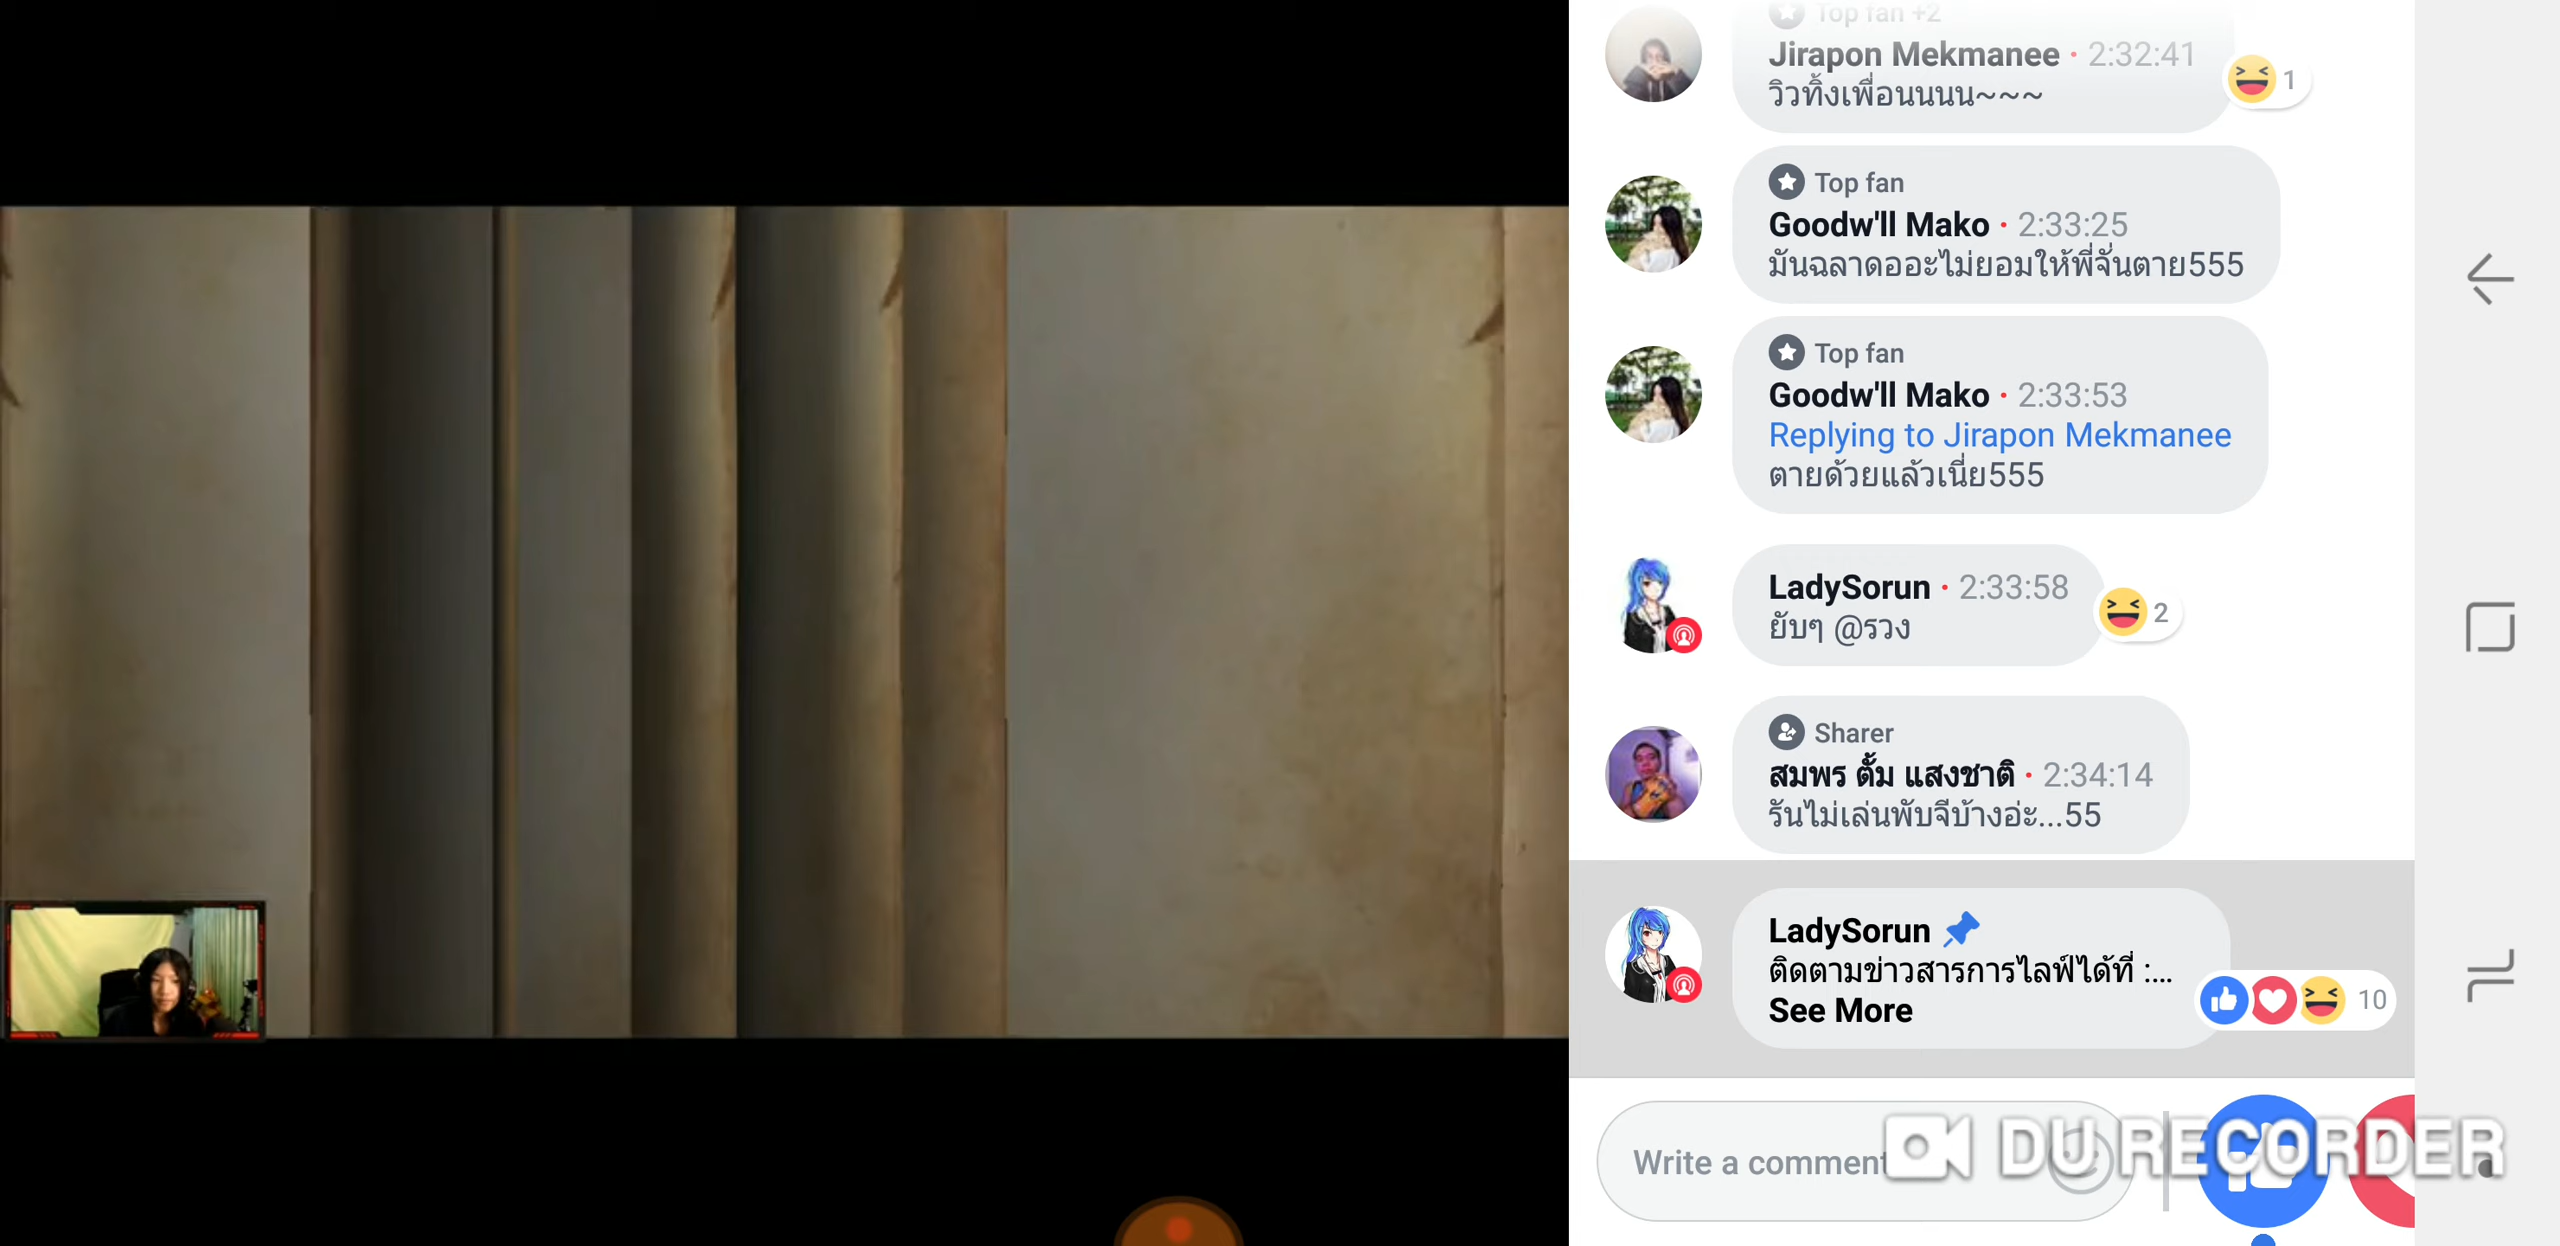 Top fan +2
Jirapon Mekmanee · 2:32:41
วิวทิ้งเพื่อนนนน~~~
1
Top fan
Goodw'll Mako · 2:33:25
มันฉลาดออะไม่ยอมให้พี่จั่นตาย555
Top fan
Goodw'll Mako · 2:33:53
Replying to Jirapon Mekmanee
ตายด้วยแล้วเนี่ย555
LadySorun · 2:33:58
ยับๆ @รวง
2
Sharer
สมพร ตั้ม แสงชาติ · 2:34:14
รันไม่เล่นพับจีบ้างอ่ะ...55
LadySorun
ติดตามข่าวสารการไลฟ์ได้ที่ :...
See More
10
Write a comment
DU RECORDER